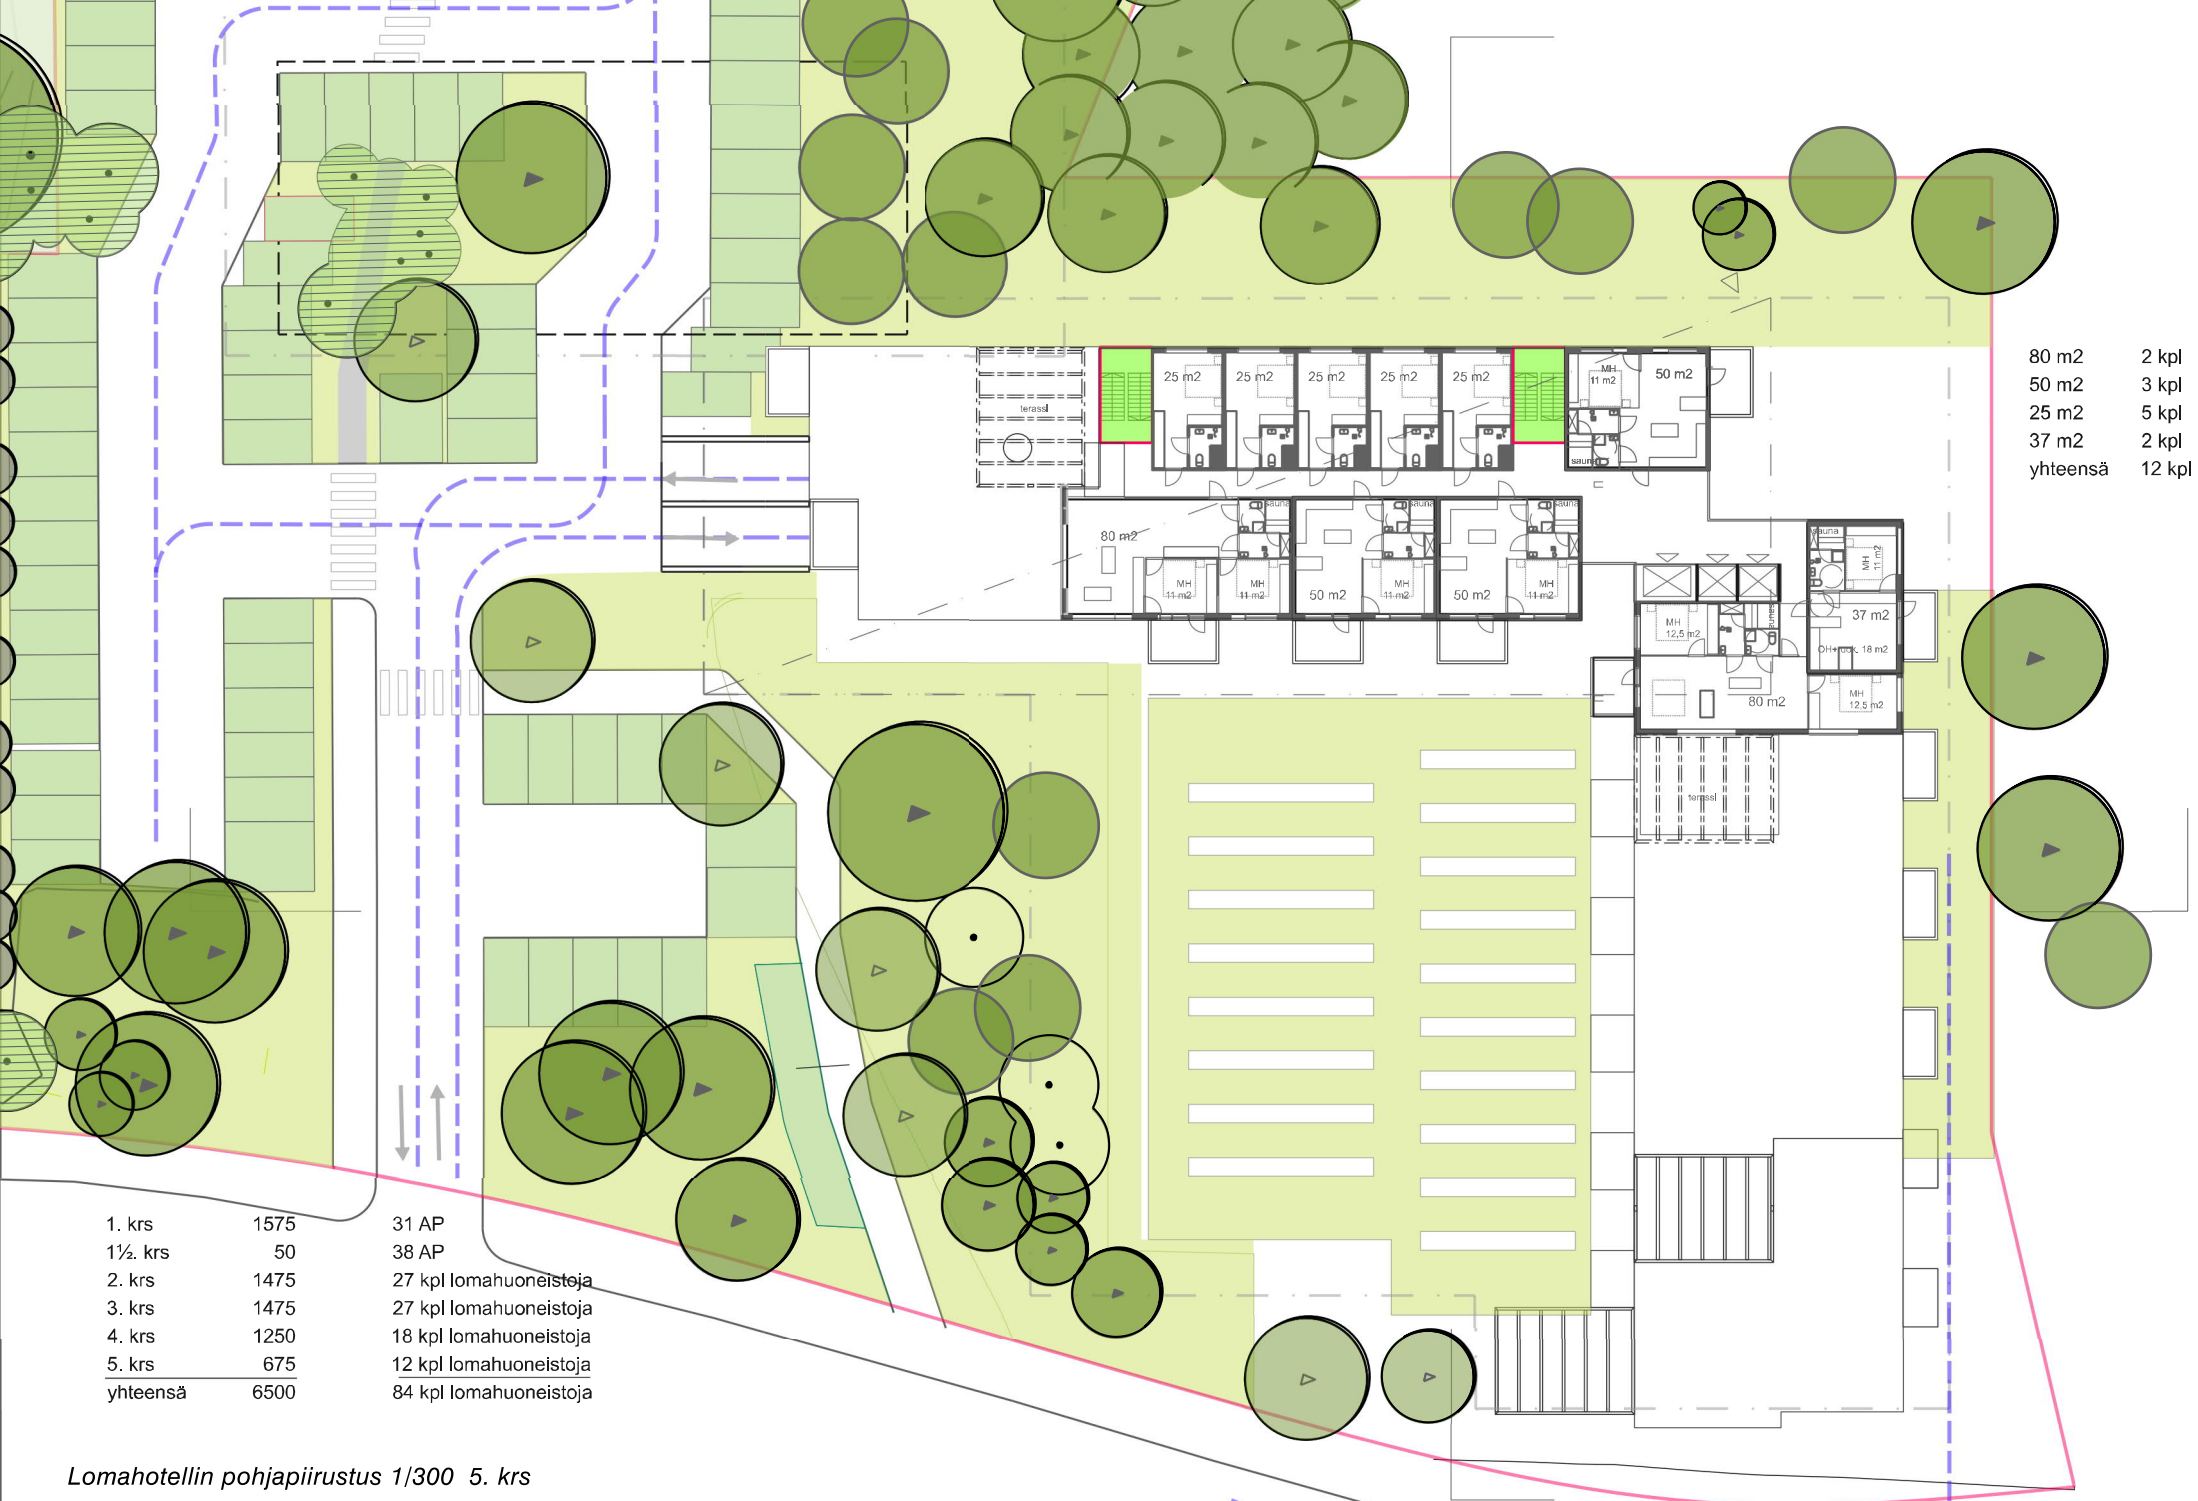 80 m2 2 kpl
50 m2 3 kpl
25 m2 5 kpl
37 m2 2 kpl
yhteensä 12 kpl
25 m2 25 m2 25 m2 25 m2 25 m2
MH
11 m2
50 m2
sauna
terassi
80 m2
sauna
MH
11 m2
MH
11 m2
50 m2
sauna
MH
11 m2
50 m2
sauna
MH
11 m2
sauna
MH
11 m2
37 m2
OH+ruok. 18 m2
MH
12,5 m2
sauna
80 m2
MH
12,5 m2
terassi
1. krs 1575 31 AP
1½. krs 50 38 AP
2. krs 1475 27 kpl lomahuoneistoja
3. krs 1475 27 kpl lomahuoneistoja
4. krs 1250 18 kpl lomahuoneistoja
5. krs 675 12 kpl lomahuoneistoja
yhteensä 6500 84 kpl lomahuoneistoja
Lomahotellin pohjapiirustus 1/300 5. krs